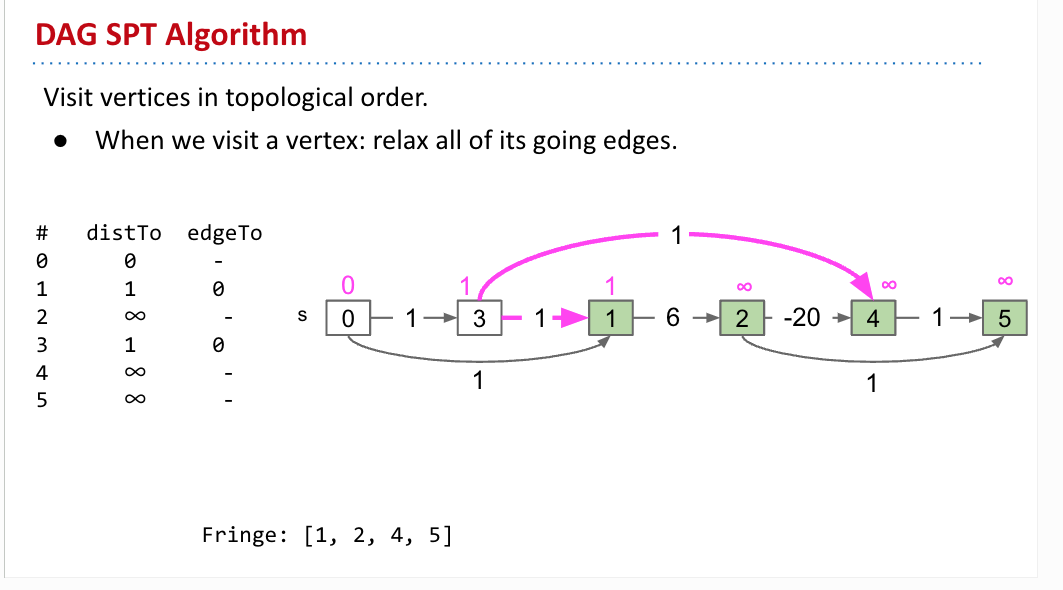 DAG SPT Algorithm
Visit vertices in topological order.
● When we visit a vertex: relax all of its going edges.
# distTo edgeTo
0 0 -
1 1 0
2 ∞ -
3 1 0
4 ∞ -
5 ∞ -
1
0 1 1 ∞ ∞ ∞
s 0 1 3 1 1 6 2 -20 4 1 5
1 1
Fringe: [1, 2, 4, 5]